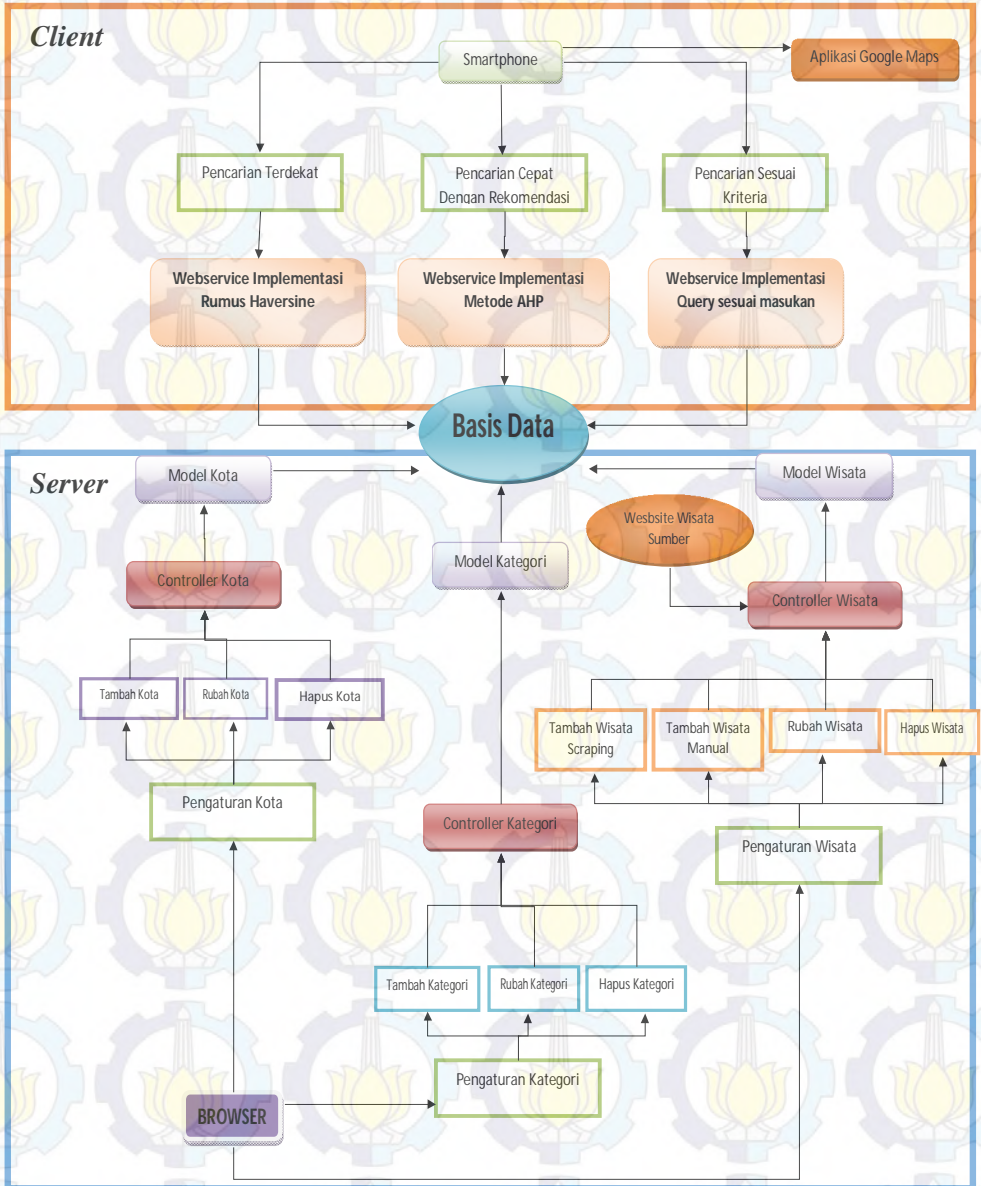 Client
Smartphone
Aplikasi Google Maps
Pencarian Terdekat
Pencarian Cepat
Dengan Rekomendasi
Pencarian Sesuai
Kriteria
Webservice Implementasi
Rumus Haversine
Webservice Implementasi
Metode AHP
Webservice Implementasi
Query sesuai masukan
Basis Data
Server
Model Kota
Model Wisata
Wesbsite Wisata
Sumber
Model Kategori
Controller Kota
Controller Wisata
Tambah Kota
Rubah Kota
Hapus Kota
Tambah Wisata
Scraping
Tambah Wisata
Manual
Rubah Wisata
Hapus Wisata
Pengaturan Kota
Controller Kategori
Pengaturan Wisata
Tambah Kategori
Rubah Kategori
Hapus Kategori
Pengaturan Kategori
BROWSER